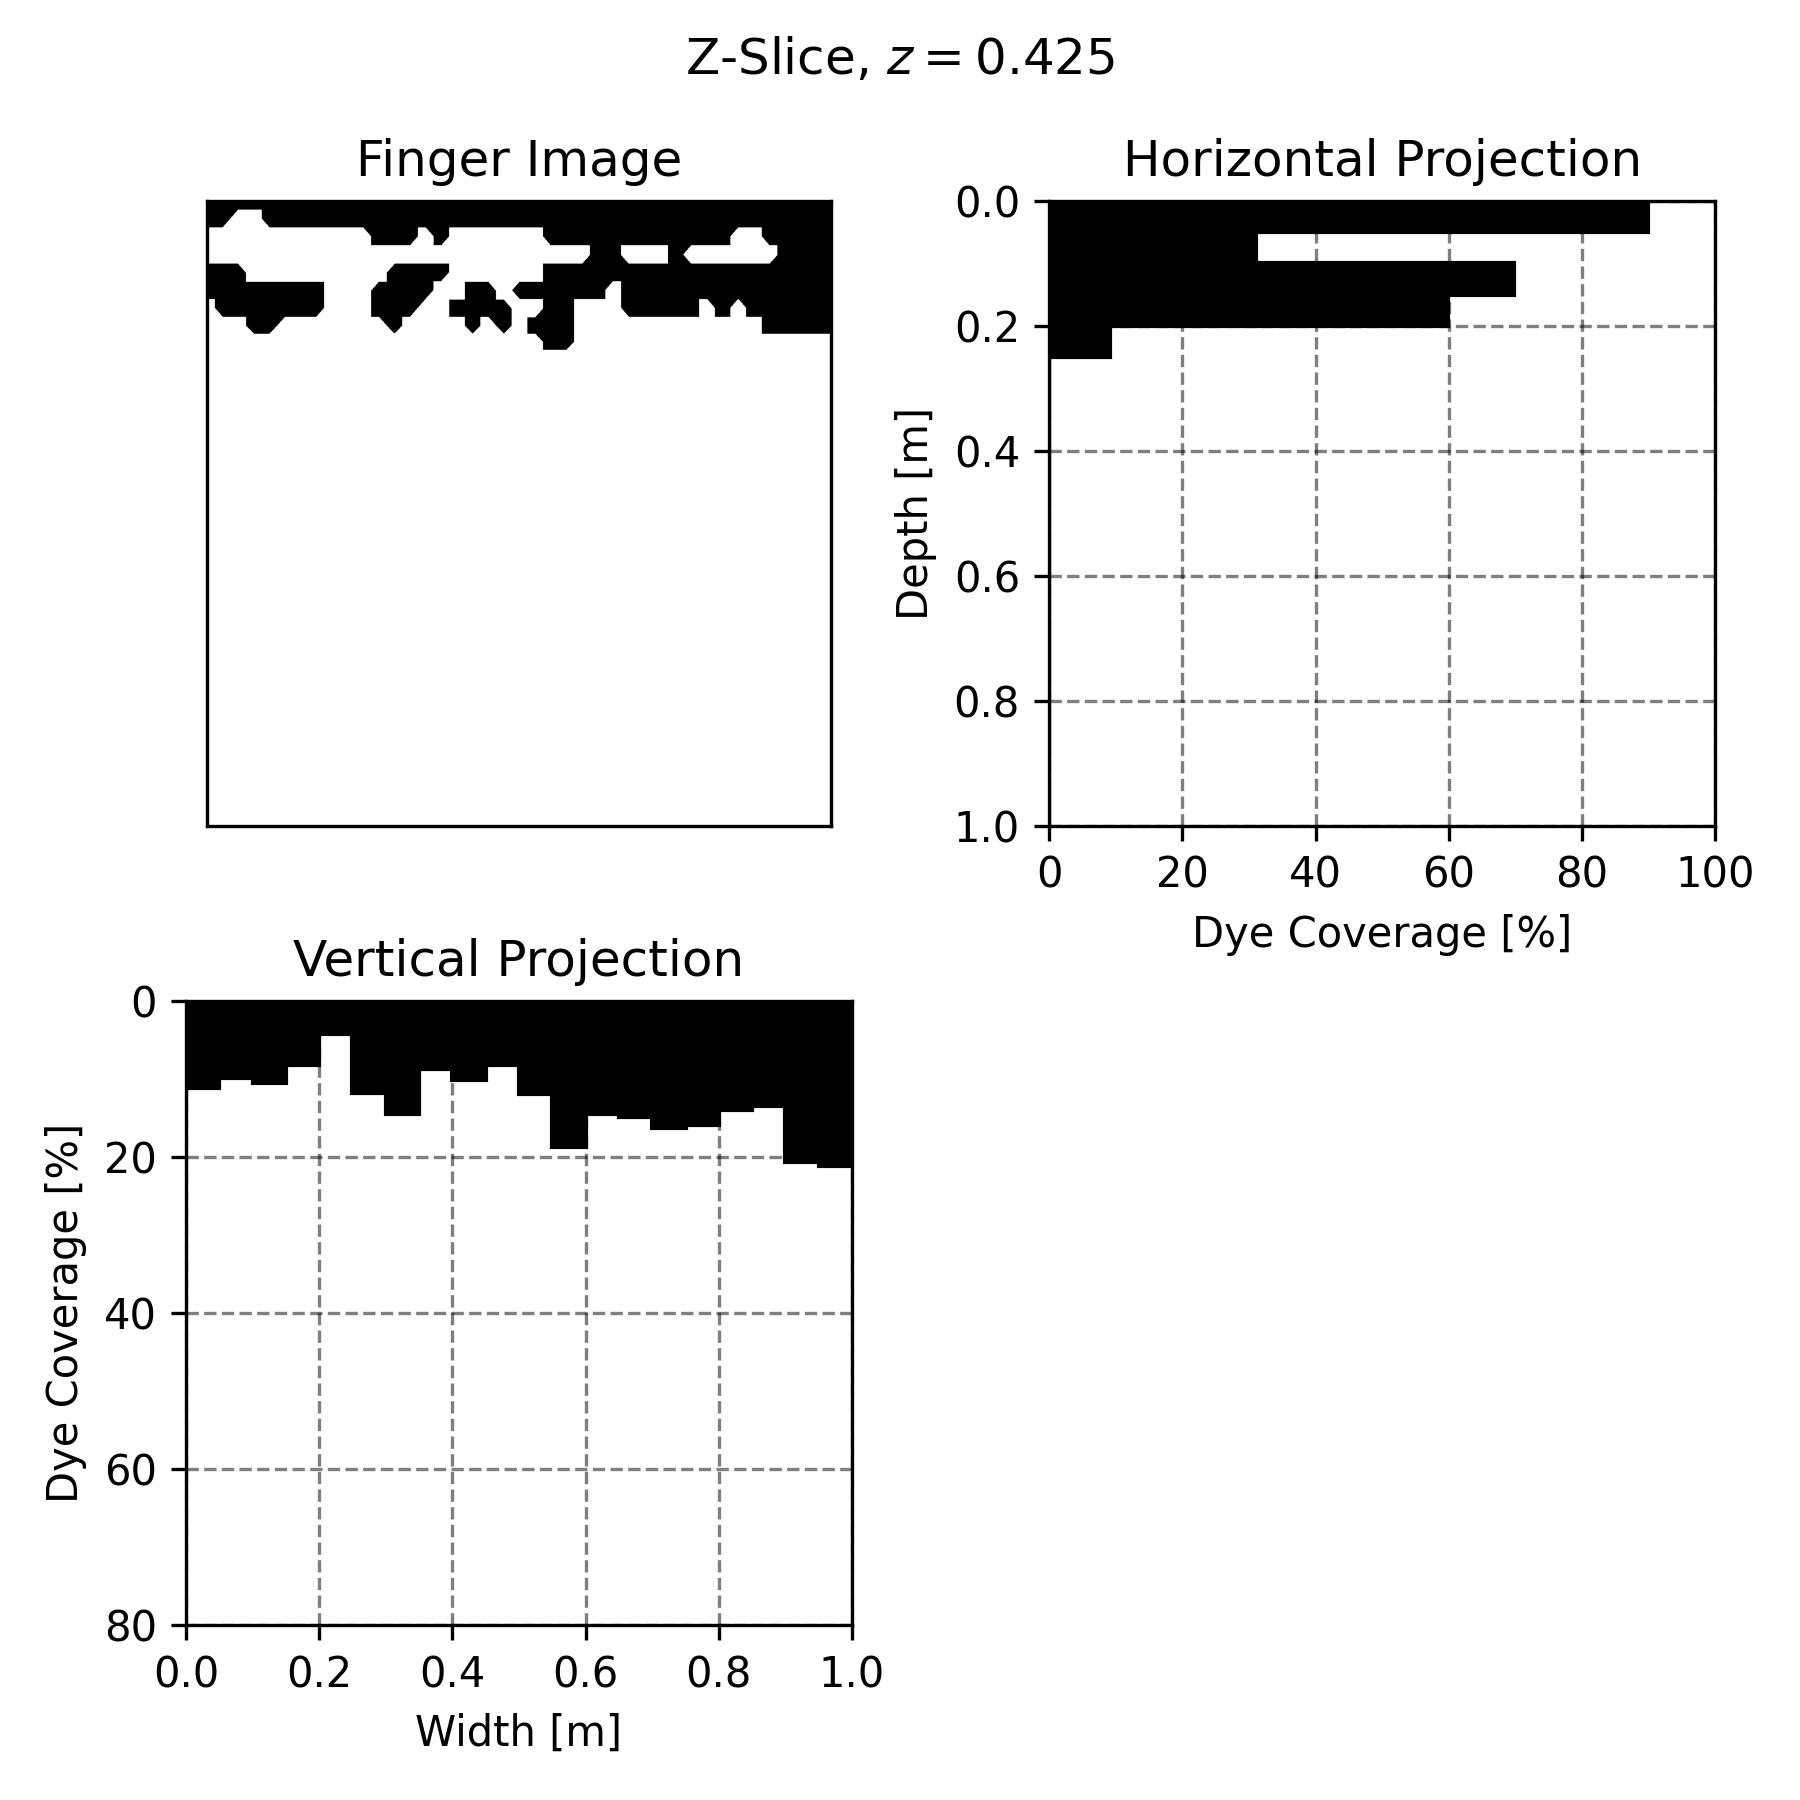 Z-Slice, z = 0.425
Finger Image
Horizontal Projection
0.0
0.2
0.4
0.6
0.8
1.0
Depth [m]
0 20 40 60 80 100
Dye Coverage [%]
Vertical Projection
0
20
40
60
80
Dye Coverage [%]
0.0 0.2 0.4 0.6 0.8 1.0
Width [m]